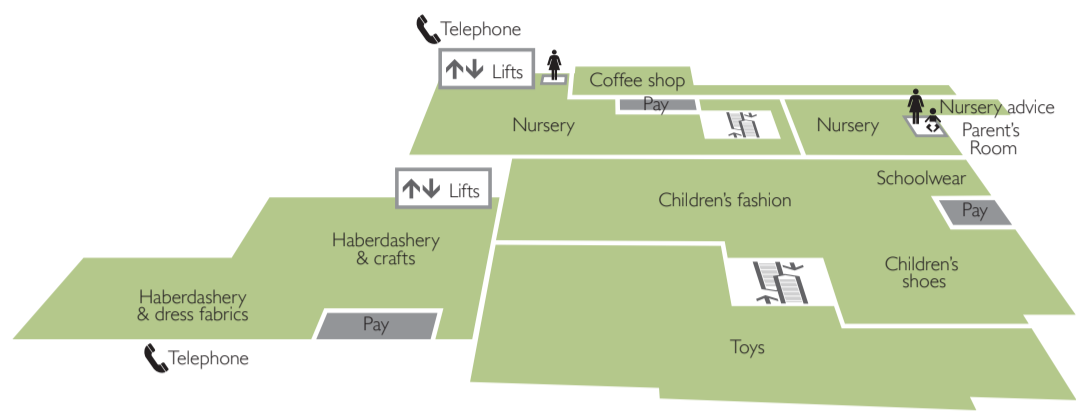 Telephone
Lifts
Coffee shop
Pay
Nursery
Nursery
Nursery advice
Parent's
Room
Lifts
Schoolwear
Children's fashion
Pay
Haberdashery
& crafts
Children's
shoes
Haberdashery
& dress fabrics
Pay
Toys
Telephone